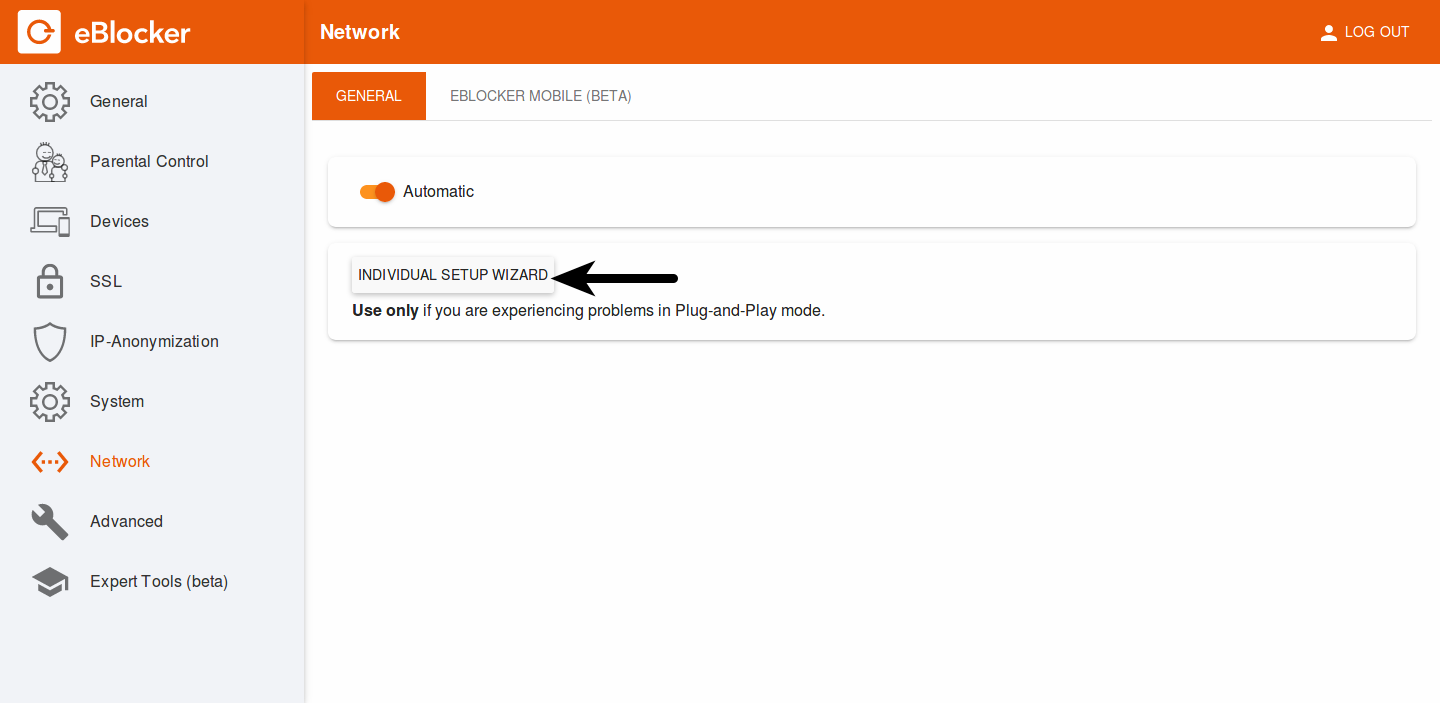 eBlocker
Network
LOG OUT
General
Parental Control
Devices
SSL
IP-Anonymization
System
Network
Advanced
Expert Tools (beta)
GENERAL
EBLOCKER MOBILE (BETA)
Automatic
INDIVIDUAL SETUP WIZARD
Use only if you are experiencing problems in Plug-and-Play mode.